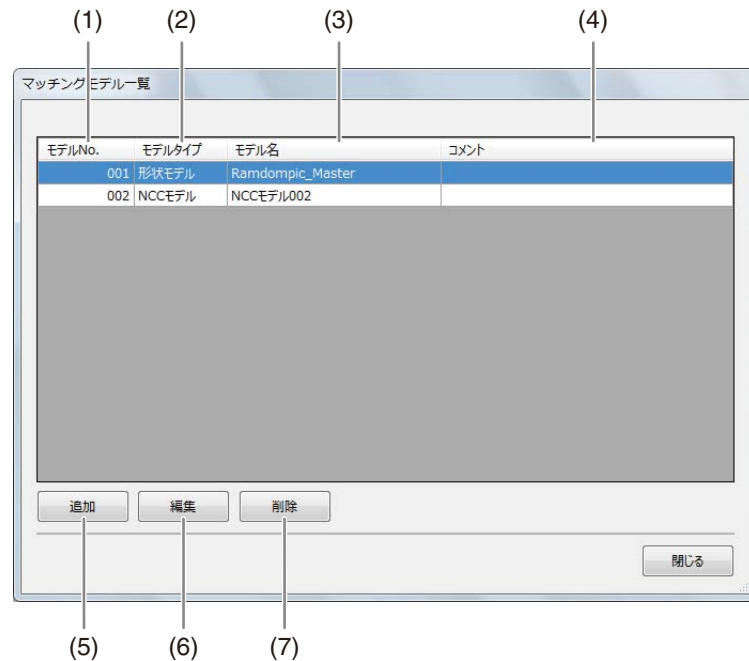 (1) (2) (3) (4)
マッチングモデル一覧
モデルNo. モデルタイプ モデル名 コメント
001 形状モデル Ramdompic_Master
002 NCCモデル NCCモデル002
追加 編集 削除
閉じる
(5) (6) (7)